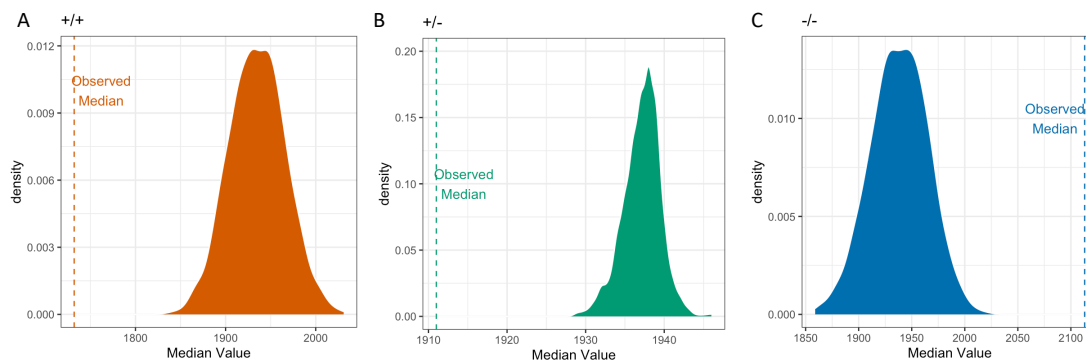 A
+/+
0.012
0.009
0.006
0.003
0.000
density
Observed
Median
1800
1900
2000
Median Value
B
+/-
0.20
0.15
0.10
0.05
0.00
density
Observed
Median
1910
1920
1930
1940
Median Value
C
-/-
0.010
0.005
0.000
density
Observed
Median
1850
1900
1950
2000
2050
2100
Median Value